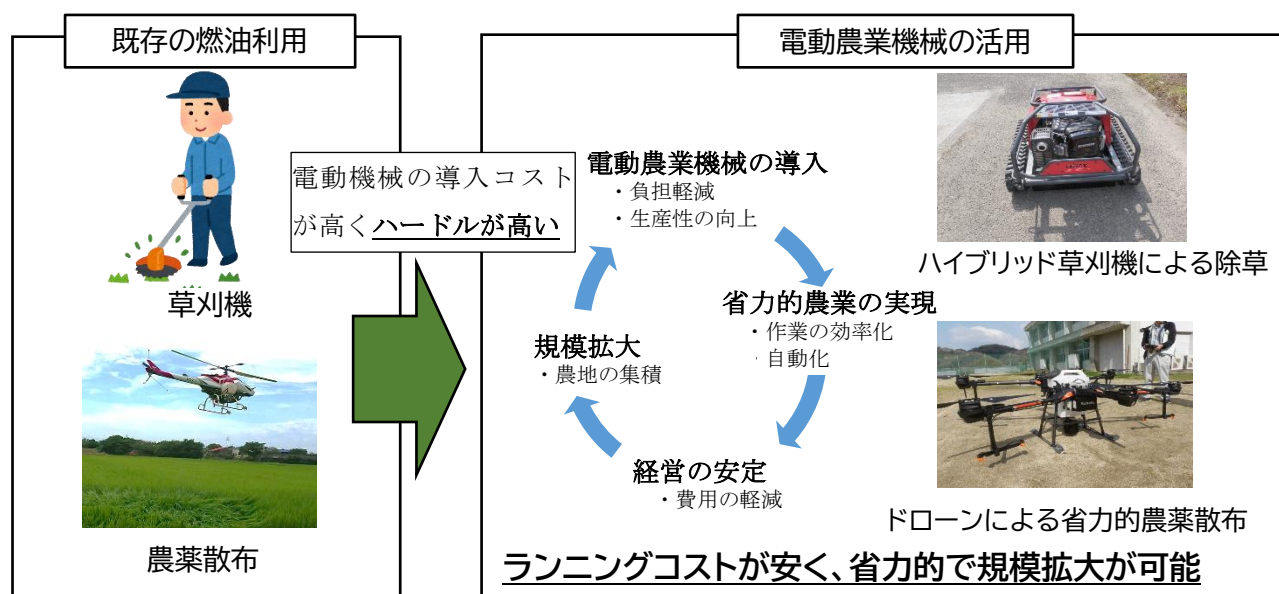 既存の燃油利用
草刈機
農薬散布
電動機械の導入コスト
が高くハードルが高い
電動農業機械の活用
電動農業機械の導入
・負担軽減
・生産性の向上
省力的農業の実現
・作業の効率化
・自動化
経営の安定
・費用の軽減
規模拡大
・農地の集積
ハイブリッド草刈機による除草
ドローンによる省力的農薬散布
ランニングコストが安く、省力的で規模拡大が可能